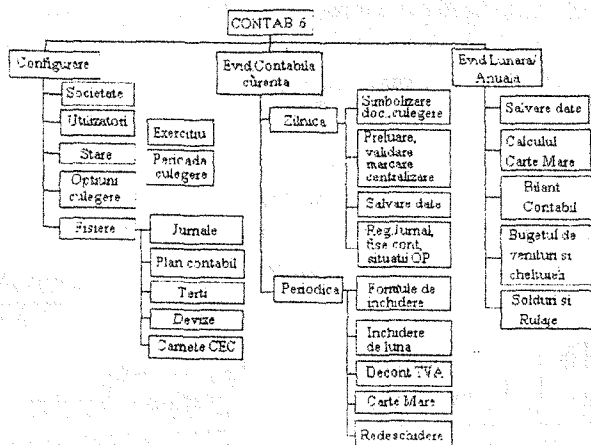 CONTAB 6
Configurare
Societate
Utilizatori
Stare
Exercitiu
Perioada
culegere
Optiuni
culegere
Fisiere
Jurnale
Plan contabil
Terti
Devize
Carnete CEC
Evid.Contabila
curenta
Zilnica
Simbolizare
doc.,culegere
Preluare,
validare
marcare
centralizare
Salvare date
Reg.Jurnal,
fise cont,
situatii OP
Periodica
Formule de
inchidere
Includere
de luna
Decont TVA
Carte Mare
Redeschidere
Evid.Lunara/
Anuala
Salvare date
Calculul
Carte Mare
Bilant
Contabil
Bugetul de
venituri si
cheltuieli
Solduri si
Rulaje